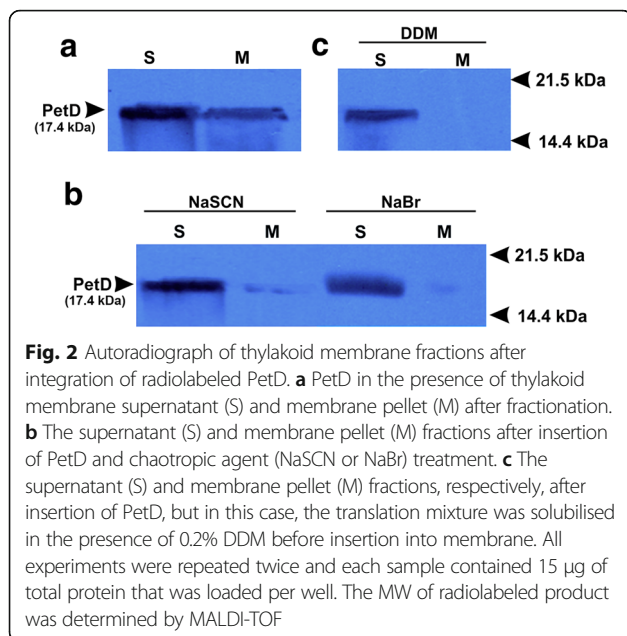 a
c
DDM
S M
S M
21.5 kDa
PetD
(17.4 kDa)
14.4 kDa
b
NaSCN NaBr
S M S M
21.5 kDa
PetD
(17.4 kDa)
14.4 kDa
Fig. 2 Autoradiograph of thylakoid membrane fractions after
integration of radiolabeled PetD. a PetD in the presence of thylakoid
membrane supernatant (S) and membrane pellet (M) after fractionation.
b The supernatant (S) and membrane pellet (M) fractions after insertion
of PetD and chaotropic agent (NaSCN or NaBr) treatment. c The
supernatant (S) and membrane pellet (M) fractions, respectively, after
insertion of PetD, but in this case, the translation mixture was solubilised
in the presence of 0.2% DDM before insertion into membrane. All
experiments were repeated twice and each sample contained 15 μg of
total protein that was loaded per well. The MW of radiolabeled product
was determined by MALDI-TOF